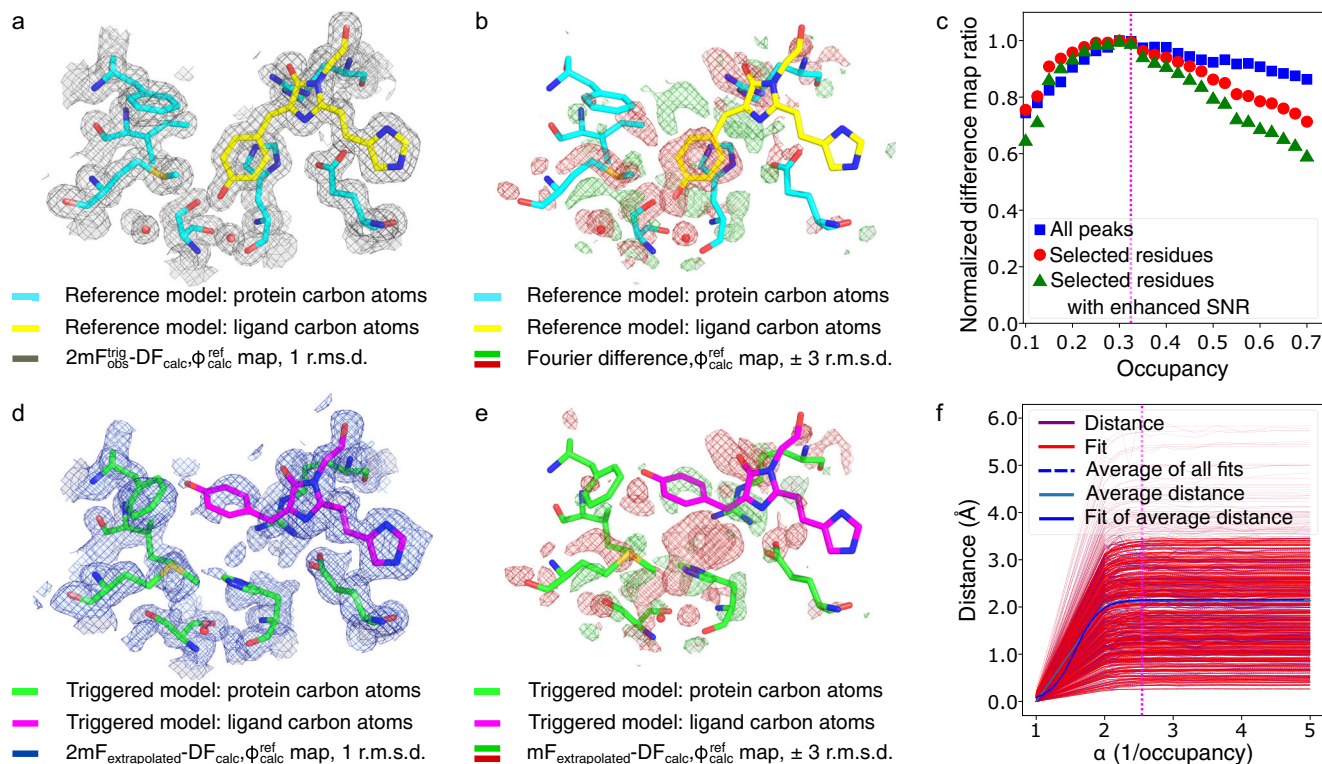 a
Reference model: protein carbon atoms
Reference model: ligand carbon atoms
2mF^trig_obs-DF_calc,ϕ^ref_calc map, 1 r.ms.d.
b
Reference model: protein carbon atoms
Reference model: ligand carbon atoms
Fourier difference,ϕ^ref_calc map, ± 3 r.m.s.d.
c
Normalized difference map ratio
1.0
0.8
0.6
0.4
0.2
0.0
All peaks
Selected residues
Selected residues
with enhanced SNR
0.1 0.2 0.3 0.4 0.5 0.6 0.7
Occupancy
d
Triggered model: protein carbon atoms
Triggered model: ligand carbon atoms
2mF_extrapolated-DF_calc,ϕ^ref_calc map, 1 r.m.s.d.
e
Triggered model: protein carbon atoms
Triggered model: ligand carbon atoms
mF_extrapolated-DF_calc,ϕ^ref_calc map, ± 3 r.m.s.d.
f
Distance (Å)
6.0
5.0
4.0
3.0
2.0
1.0
0.0
Distance
Fit
Average of all fits
Average distance
Fit of average distance
1 2 3 4 5
α (1/occupancy)